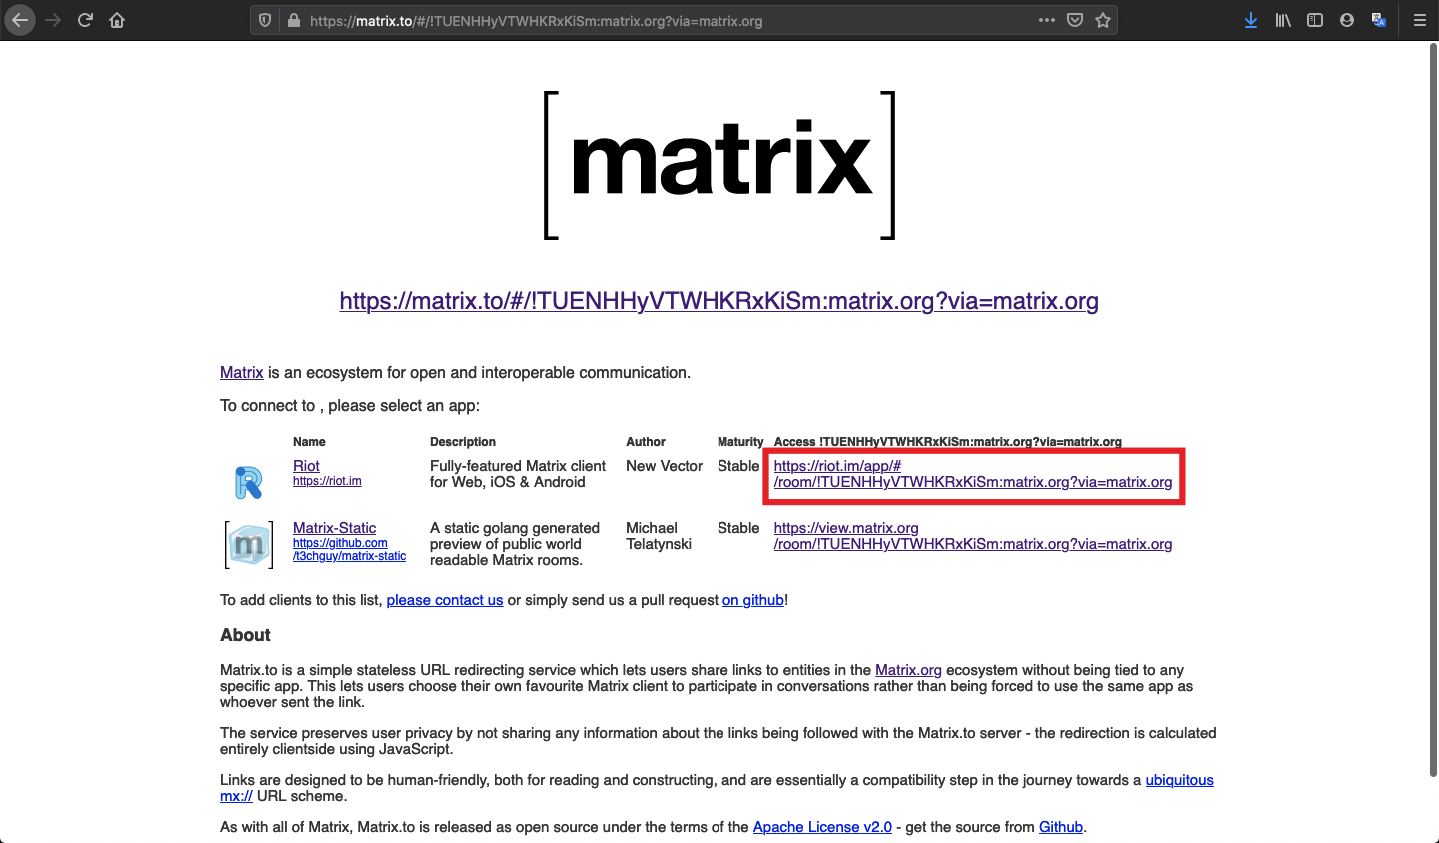 https://matrix.to/#/!TUENHHyVTWHKRxKiSm:matrix.org?via=matrix.org
matrix
https://matrix.to/#/!TUENHHyVTWHKRxKiSm:matrix.org?via=matrix.org
Matrix is an ecosystem for open and interoperable communication.
To connect to , please select an app:
Name Description Author Maturity Access !TUENHHyVTWHKRxKiSm:matrix.org?via=matrix.org
Riot Fully-featured Matrix client New Vector Stable https://riot.im/app/#
https://riot.im for Web, iOS & Android /room/!TUENHHyVTWHKRxKiSm:matrix.org?via=matrix.org
Matrix-Static A static golang generated Michael Stable https://view.matrix.org
https://github.com preview of public world Telatynski /room/!TUENHHyVTWHKRxKiSm:matrix.org?via=matrix.org
/t3chguy/matrix-static readable Matrix rooms.
To add clients to this list, please contact us or simply send us a pull request on github!
About
Matrix.to is a simple stateless URL redirecting service which lets users share links to entities in the Matrix.org ecosystem without being tied to any
specific app. This lets users choose their own favourite Matrix client to participate in conversations rather than being forced to use the same app as
whoever sent the link.
The service preserves user privacy by not sharing any information about the links being followed with the Matrix.to server - the redirection is calculated
entirely clientside using JavaScript.
Links are designed to be human-friendly, both for reading and constructing, and are essentially a compatibility step in the journey towards a ubiquitous
mx:// URL scheme.
As with all of Matrix, Matrix.to is released as open source under the terms of the Apache License v2.0 - get the source from Github.